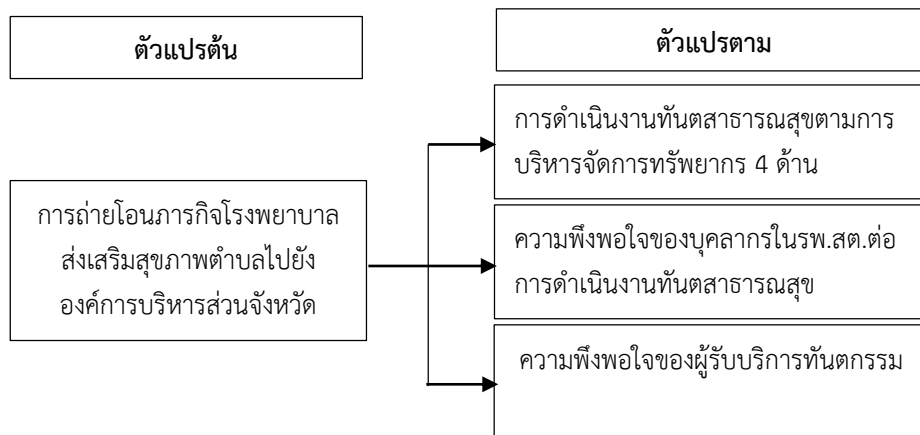 ตัวแปรต้น
ตัวแปรตาม
การถ่ายโอนภารกิจโรงพยาบาล
ส่งเสริมสุขภาพตำบลไปยัง
องค์การบริหารส่วนจังหวัด
การดำเนินงานทันตสาธารณสุขตามการ
บริหารจัดการทรัพยากร 4 ด้าน
ความพึงพอใจของบุคลากรในรพ.สต.ต่อ
การดำเนินงานทันตสาธารณสุข
ความพึงพอใจของผู้รับบริการทันตกรรม